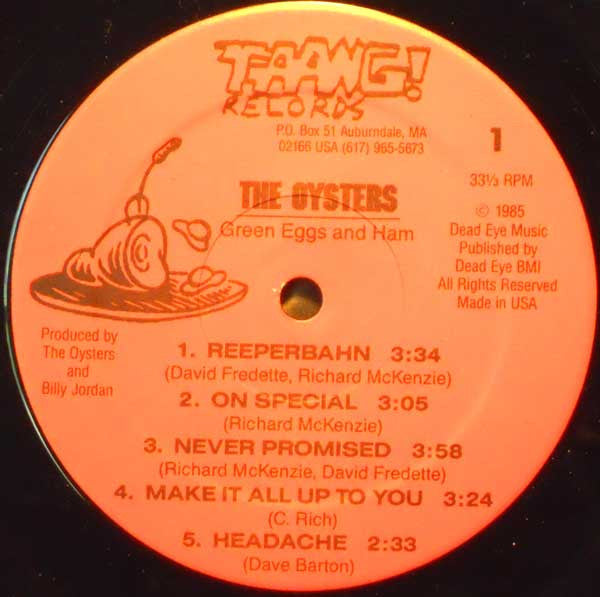 TAANG!
RECORDS
P.O. Box 51 Auburndale, MA
02166 USA (617) 965-5673
1
33⅓ RPM
THE OYSTERS
Green Eggs and Ham
© 1985
Dead Eye Music
Published by
Dead Eye BMI
All Rights Reserved
Made in USA
Produced by
The Oysters
and
Billy Jordan
1. REEPERBAHN 3:34
(David Fredette, Richard McKenzie)
2. ON SPECIAL 3:05
(Richard McKenzie)
3. NEVER PROMISED 3:58
(Richard McKenzie, David Fredette)
4. MAKE IT ALL UP TO YOU 3:24
(C. Rich)
5. HEADACHE 2:33
(Dave Barton)